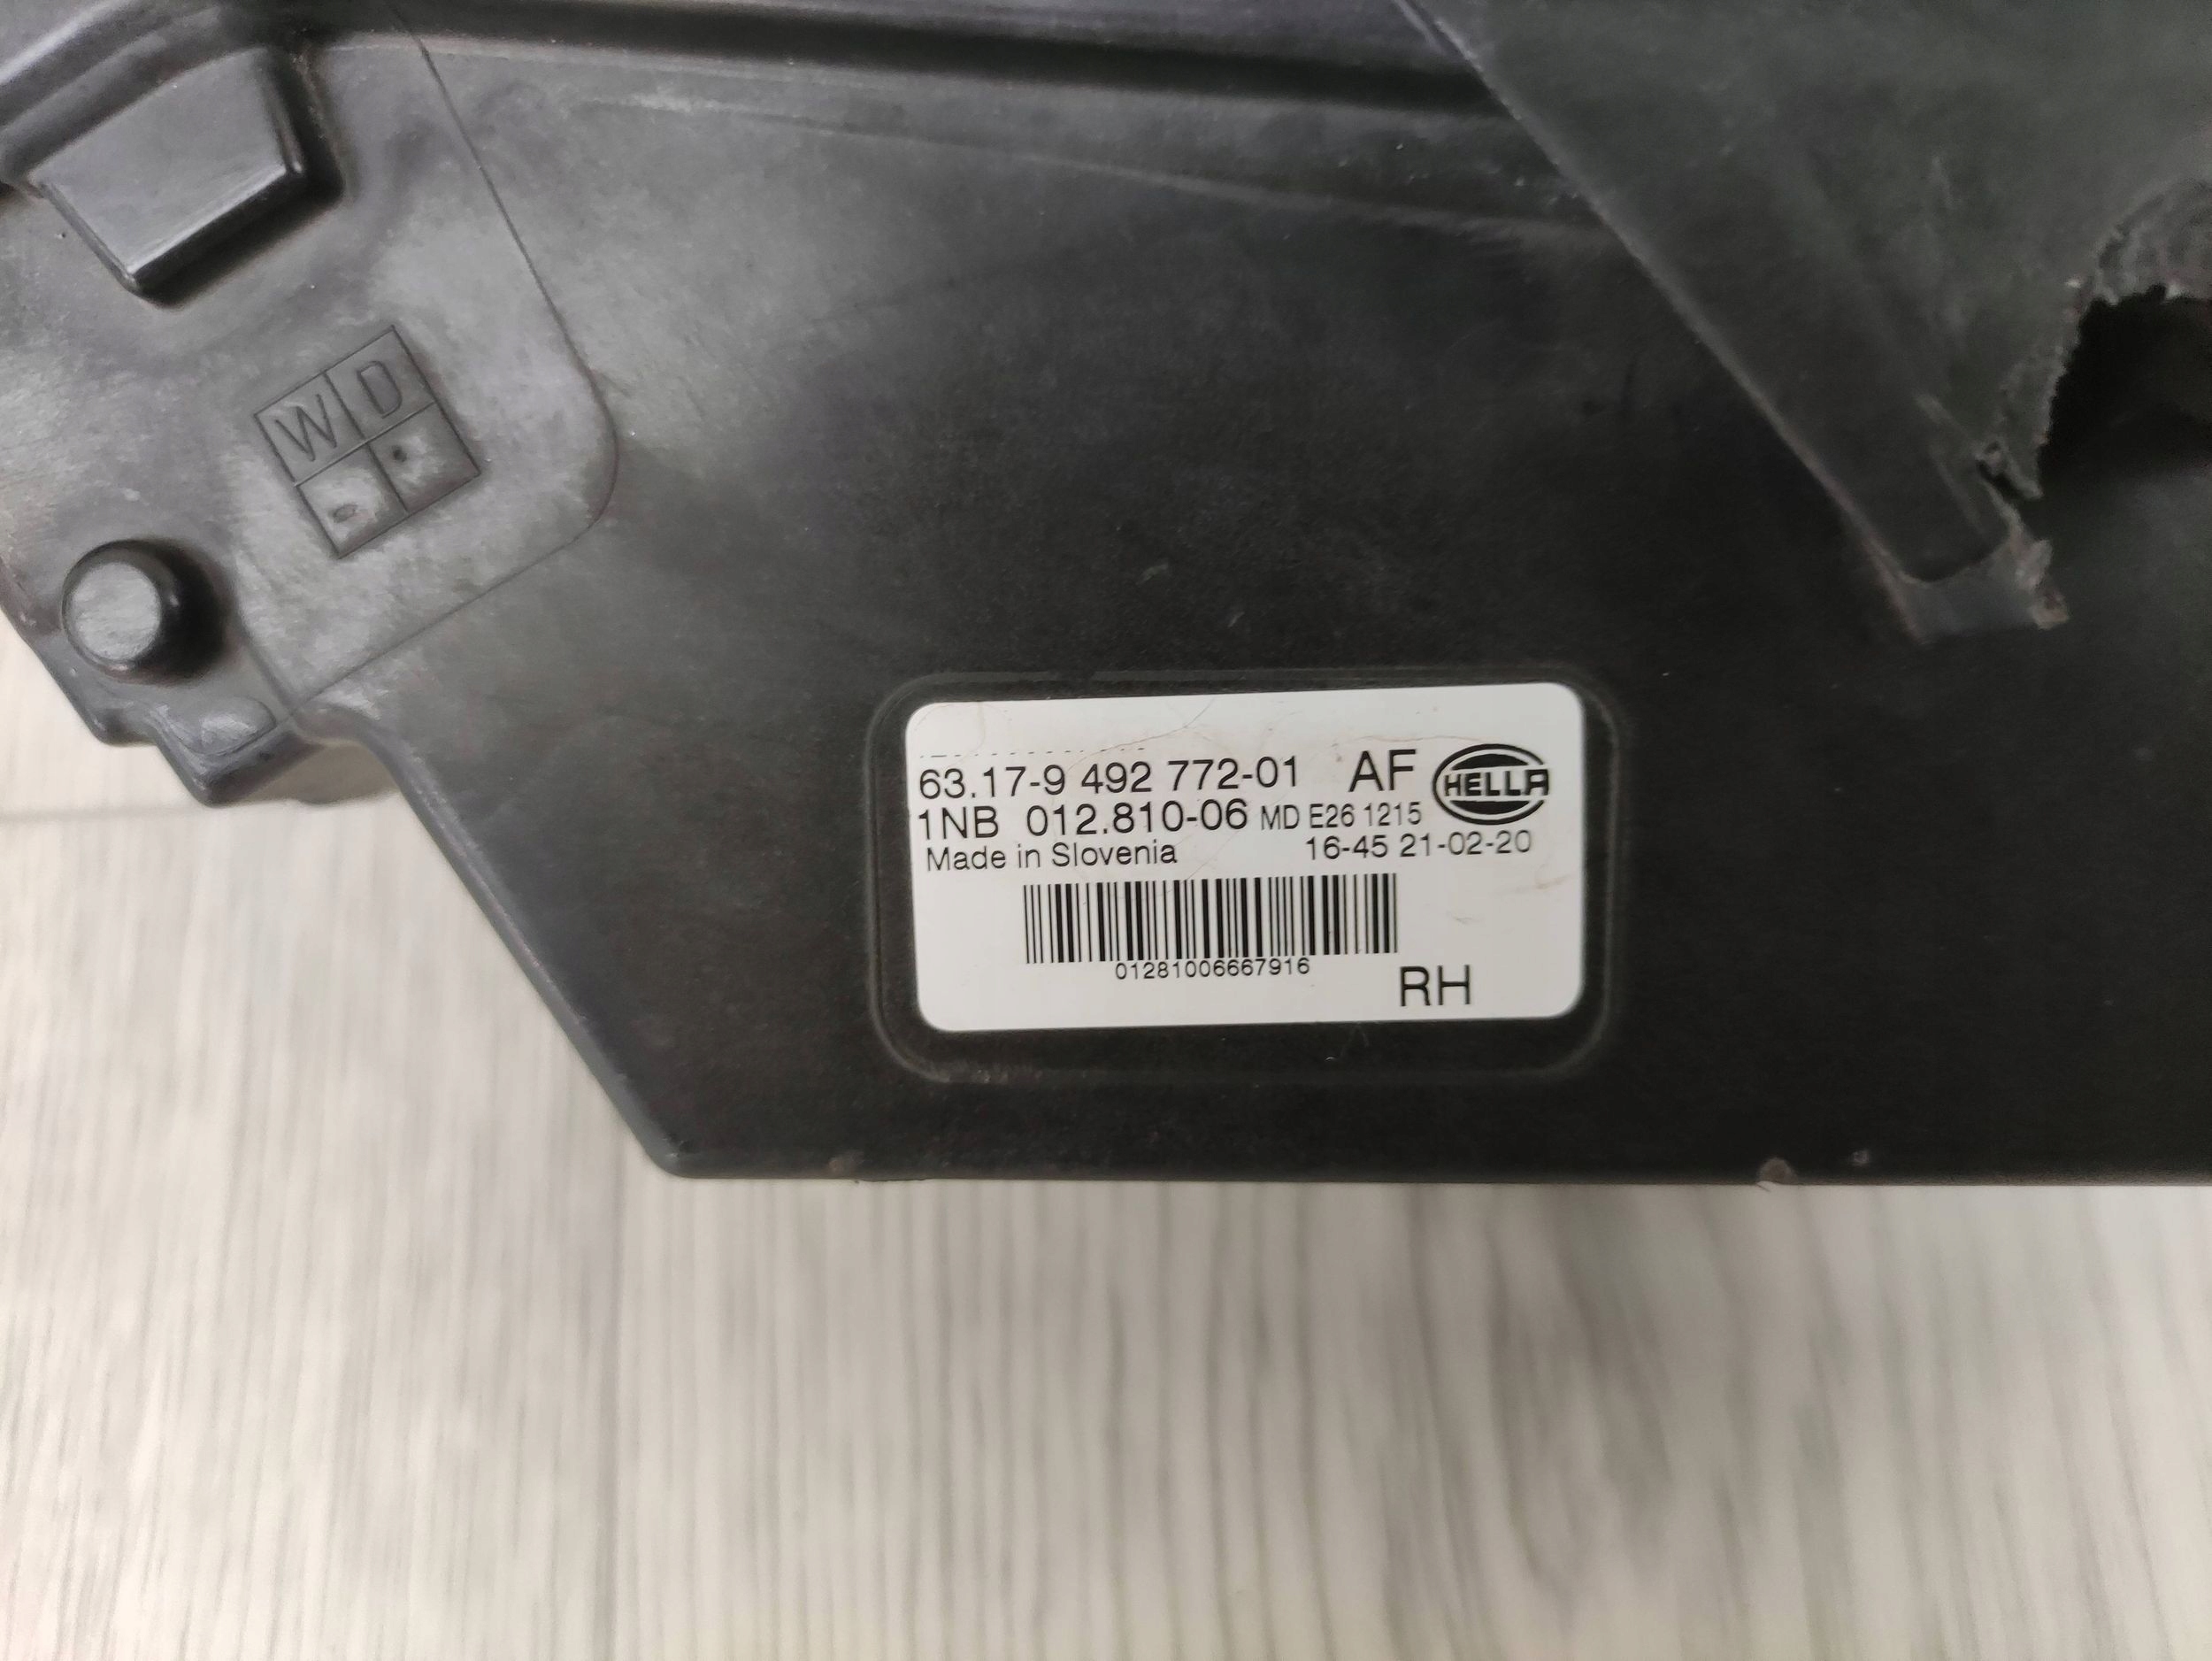 WD
63.17-9 492 772-01 AF HELLA
1NB 012.810-06 MD E26 1215
Made in Slovenia 16-45 21-02-20
01281006667916
RH